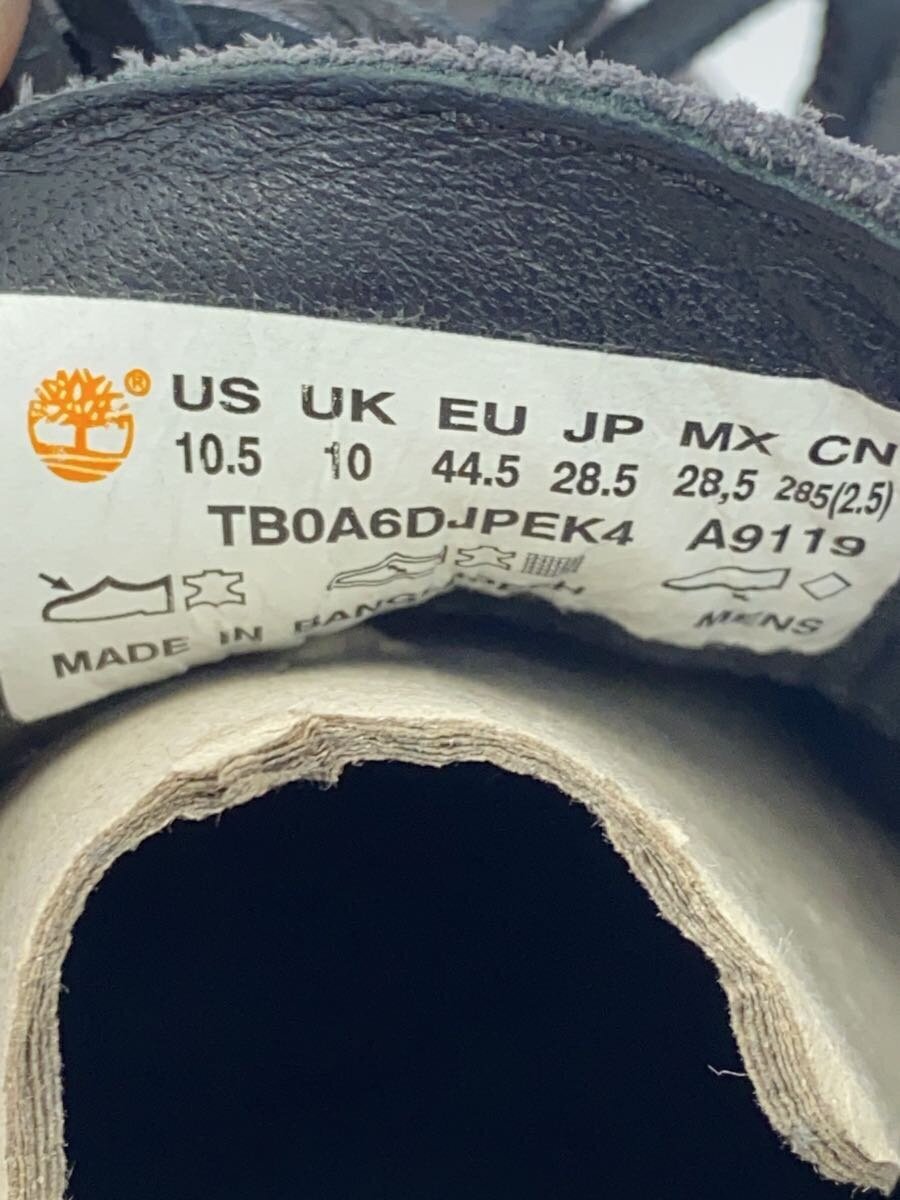 ® US UK EU JP MX CN
10.5 10 44.5 28.5 28,5 285(2.5)
TB0A6DJPEK4 A9119
MADE IN MENS